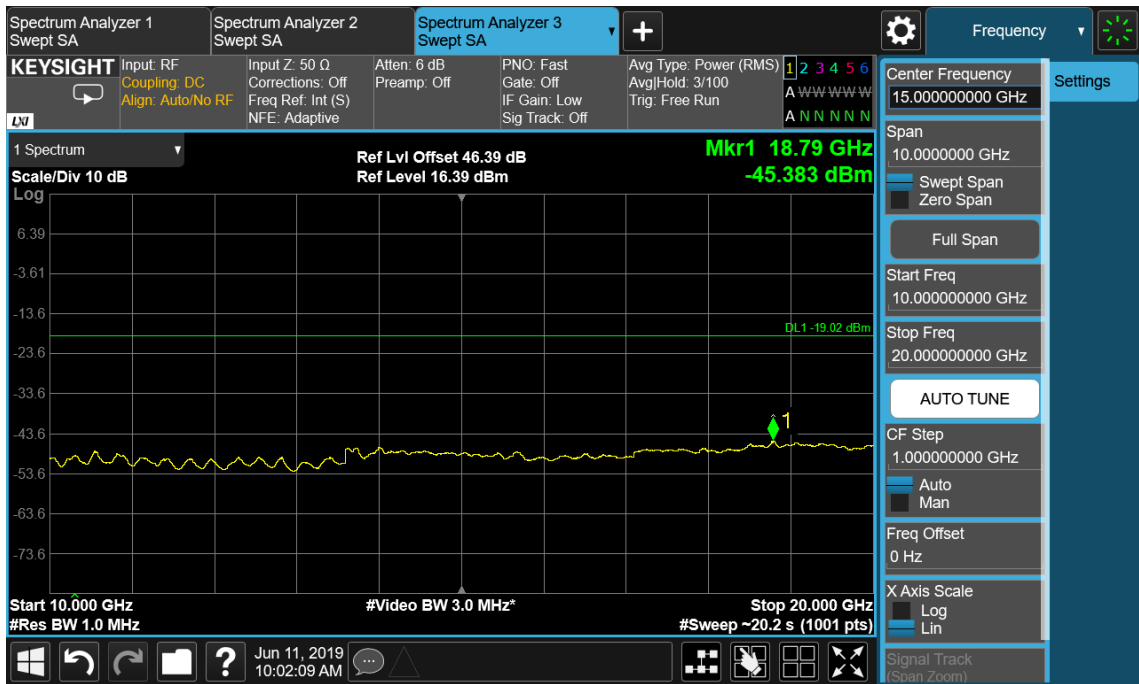 Spectrum Analyzer 1
Swept SA
Spectrum Analyzer 2
Swept SA
Spectrum Analyzer 3
Swept SA
+
Frequency
KEYSIGHT
LXI
Input: RF
Coupling: DC
Align: Auto/No RF
Input Z: 50 Ω
Corrections: Off
Freq Ref: Int (S)
NFE: Adaptive
Atten: 6 dB
Preamp: Off
PNO: Fast
Gate: Off
IF Gain: Low
Sig Track: Off
Avg Type: Power (RMS)
Avg|Hold: 3/100
Trig: Free Run
1 2 3 4 5 6
A W W W W W
A N N N N N
1 Spectrum
Scale/Div 10 dB
Ref Lvl Offset 46.39 dB
Ref Level 16.39 dBm
Mkr1 18.79 GHz
-45.383 dBm
Log
6.39
-3.61
-13.6
-23.6
-33.6
-43.6
-53.6
-63.6
-73.6
DL1 -19.02 dBm
1
Start 10.000 GHz
#Res BW 1.0 MHz
#Video BW 3.0 MHz*
Stop 20.000 GHz
#Sweep ~20.2 s (1001 pts)
Center Frequency
15.000000000 GHz
Span
10.0000000 GHz
Swept Span
Zero Span
Full Span
Start Freq
10.000000000 GHz
Stop Freq
20.000000000 GHz
AUTO TUNE
CF Step
1.000000000 GHz
Auto
Man
Freq Offset
0 Hz
X Axis Scale
Log
Lin
Signal Track
(Span Zoom)
Settings
?
Jun 11, 2019
10:02:09 AM